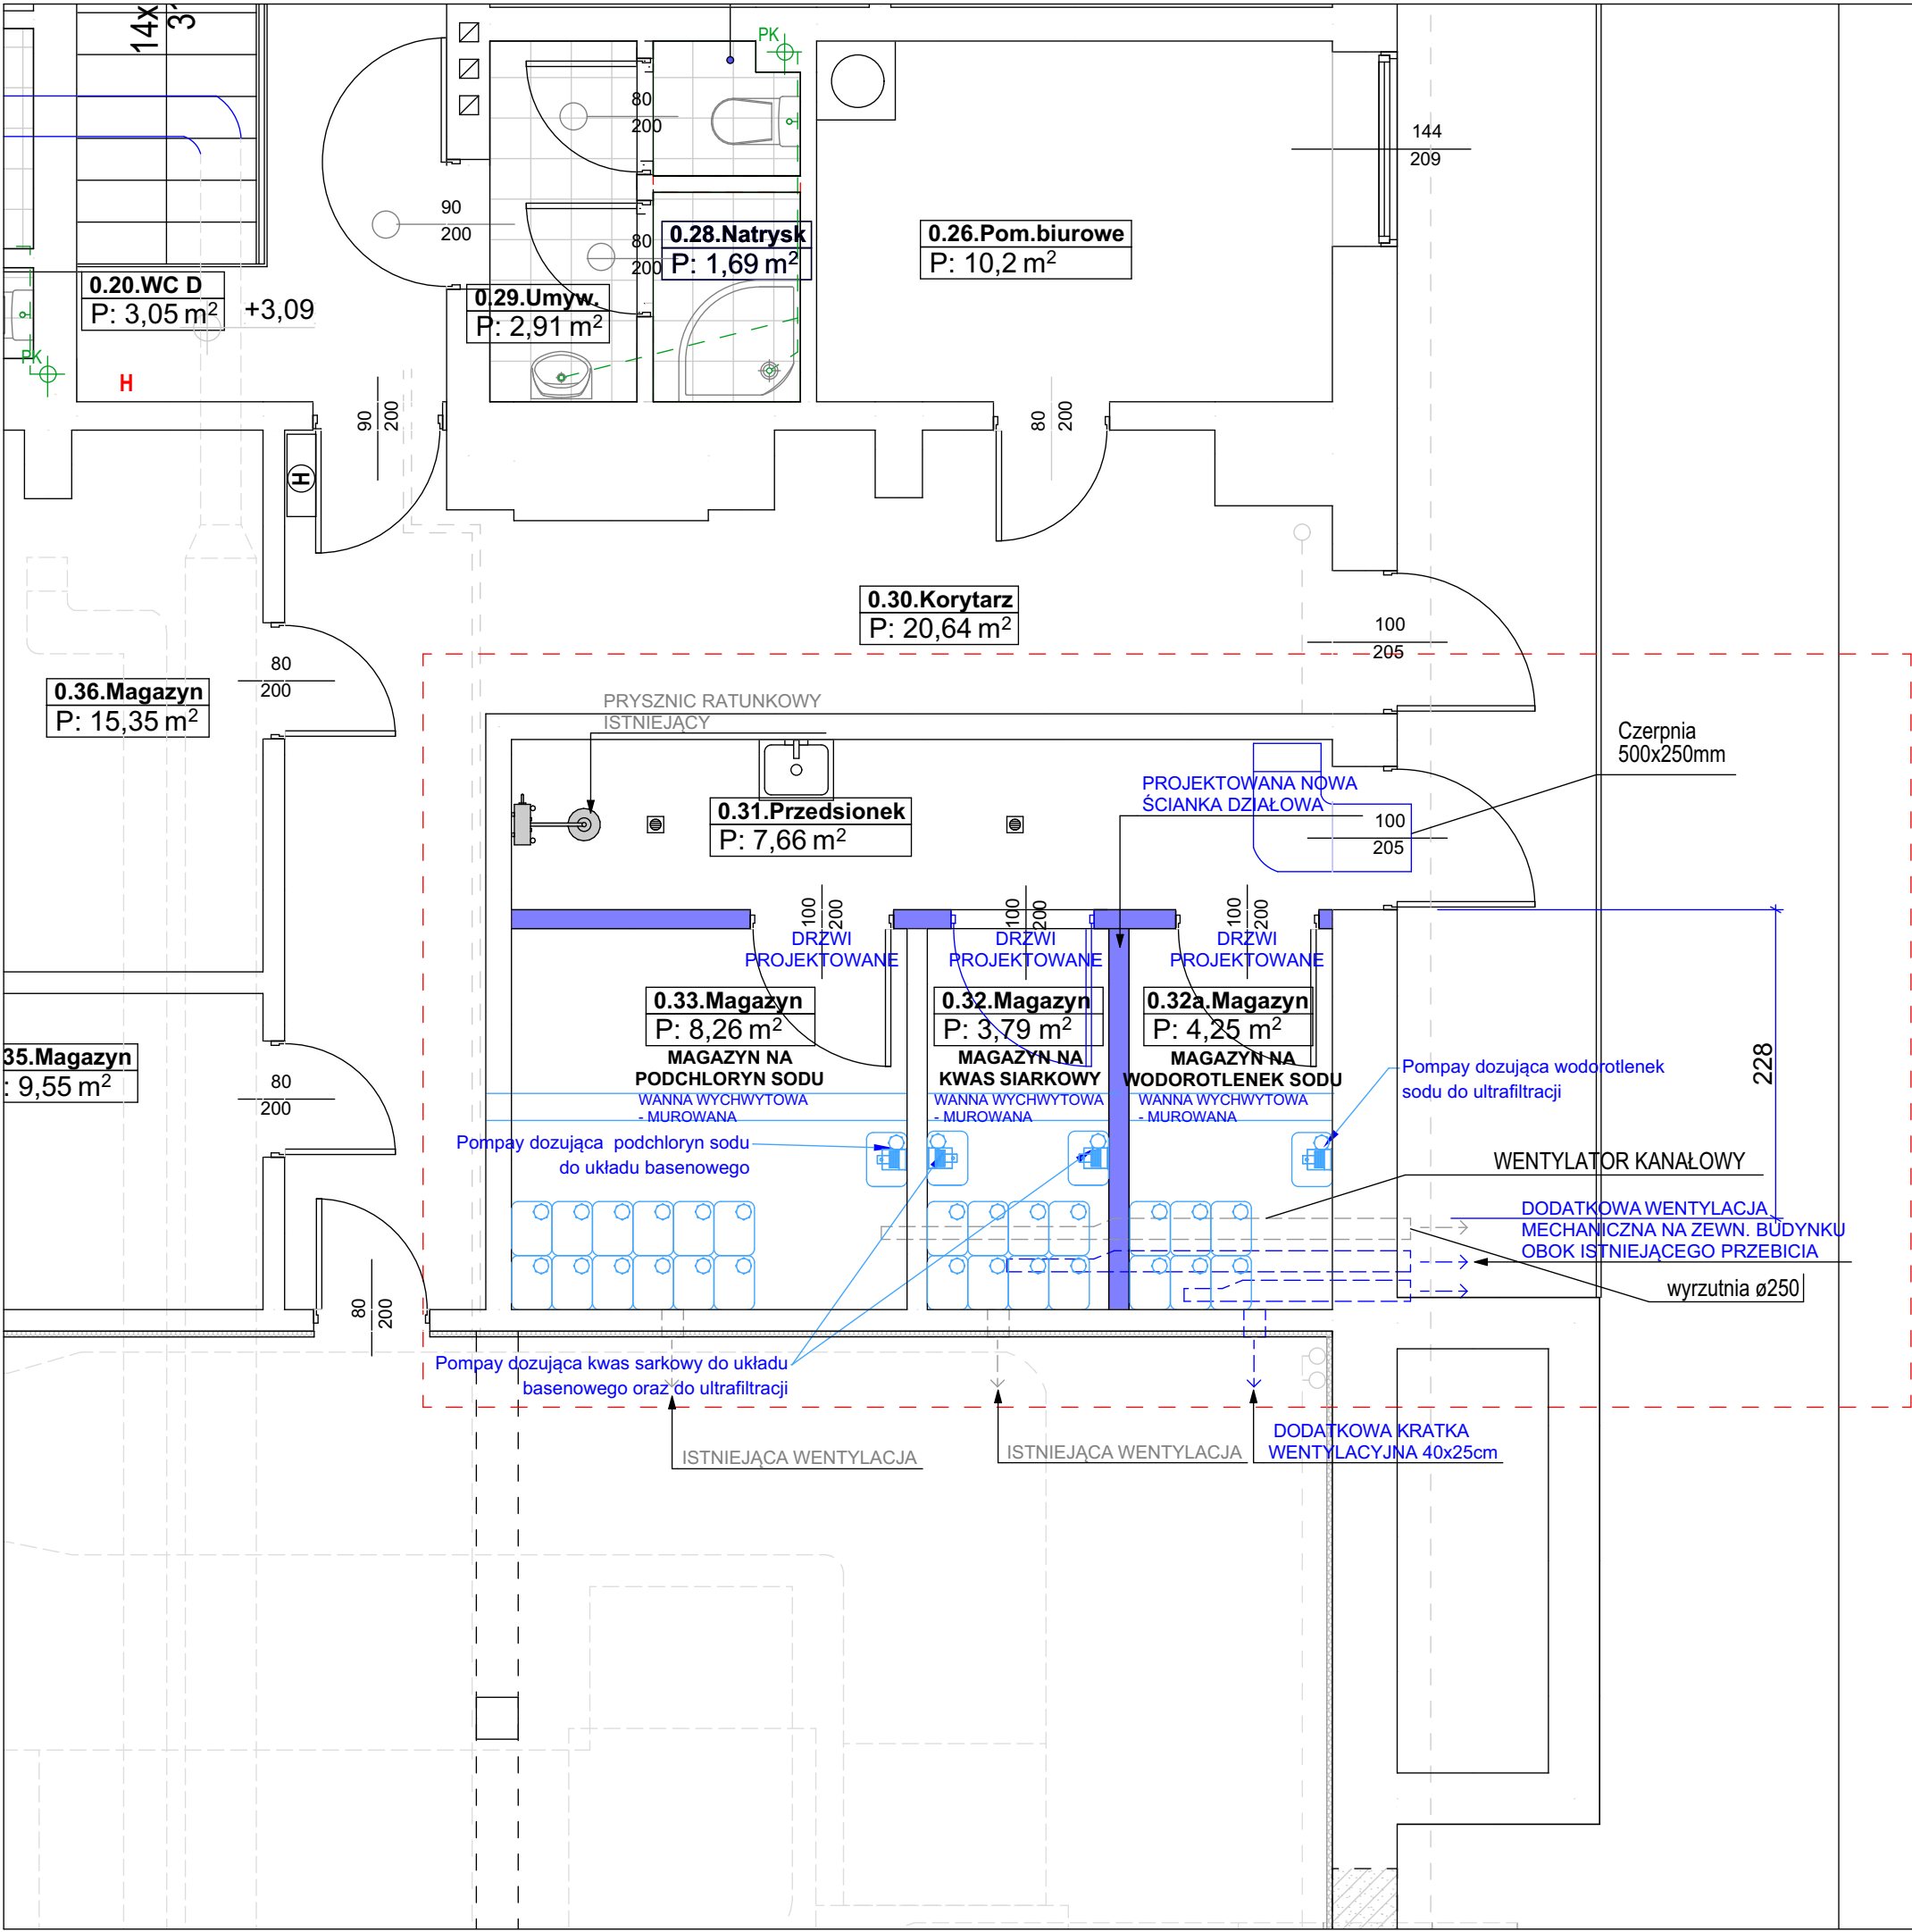 14x
PK
80
200
144
209
90
200
80
200
0.28.Natrysk
P: 1,69 m²
0.26.Pom.biurowe
P: 10,2 m²
0.20.WC D
P: 3,05 m²
+3,09
0.29.Umyw.
P: 2,91 m²
PK
H
90
200
80
200
H
0.30.Korytarz
P: 20,64 m²
100
205
80
200
0.36.Magazyn
P: 15,35 m²
PRYSZNIC RATUNKOWY
ISTNIEJĄCY
Czerpnia
500x250mm
PROJEKTOWANA NOWA
ŚCIANKA DZIAŁOWA
0.31.Przedsionek
P: 7,66 m²
100
205
100
200
100
200
100
200
DRZWI
PROJEKTOWANE
DRZWI
PROJEKTOWANE
DRZWI
PROJEKTOWANE
0.33.Magazyn
P: 8,26 m²
MAGAZYN NA
PODCHLORYN SODU
WANNA WYCHWYTOWA
- MUROWANA
0.32.Magazyn
P: 3,79 m²
MAGAZYN NA
KWAS SIARKOWY
WANNA WYCHWYTOWA
- MUROWANA
0.32a.Magazyn
P: 4,25 m²
MAGAZYN NA
WODOROTLENEK SODU
WANNA WYCHWYTOWA
- MUROWANA
228
35.Magazyn
: 9,55 m²
80
200
Pompay dozująca wodorotlenek
sodu do ultrafiltracji
Pompay dozująca podchloryn sodu
do układu basenowego
WENTYLATOR KANAŁOWY
DODATKOWA WENTYLACJA
MECHANICZNA NA ZEWN. BUDYNKU
OBOK ISTNIEJĄCEGO PRZEBICIA
wyrzutnia ø250
80
200
Pompay dozująca kwas sarkowy do układu
basenowego oraz do ultrafiltracji
ISTNIEJĄCA WENTYLACJA
ISTNIEJĄCA WENTYLACJA
DODATKOWA KRATKA
WENTYLACYJNA 40x25cm